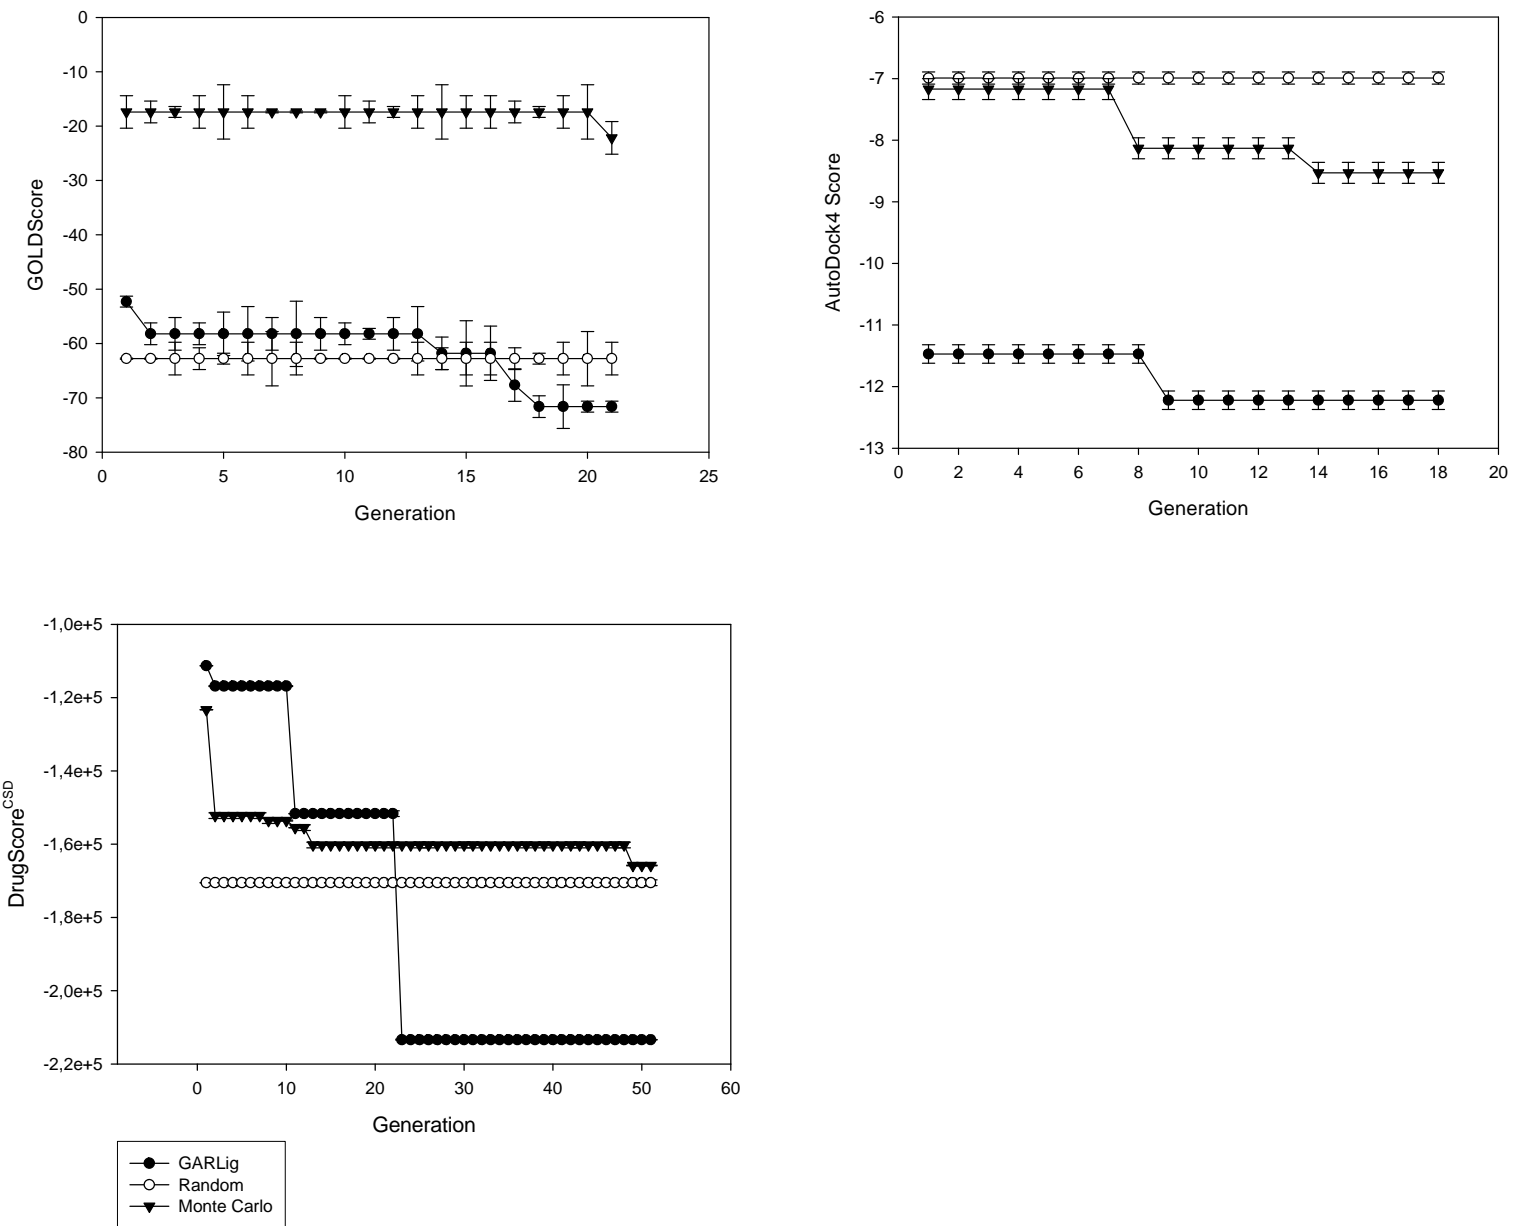 0
-10
-20
-30
-40
-50
-60
-70
-80
GOLDScore
0 5 10 15 20 25
Generation
-6
-7
-8
-9
-10
-11
-12
-13
AutoDock4 Score
0 2 4 6 8 10 12 14 16 18 20
Generation
-1,0e+5
-1,2e+5
-1,4e+5
-1,6e+5
-1,8e+5
-2,0e+5
-2,2e+5
DrugScore^CSD
0 10 20 30 40 50 60
Generation
GARLig
Random
Monte Carlo